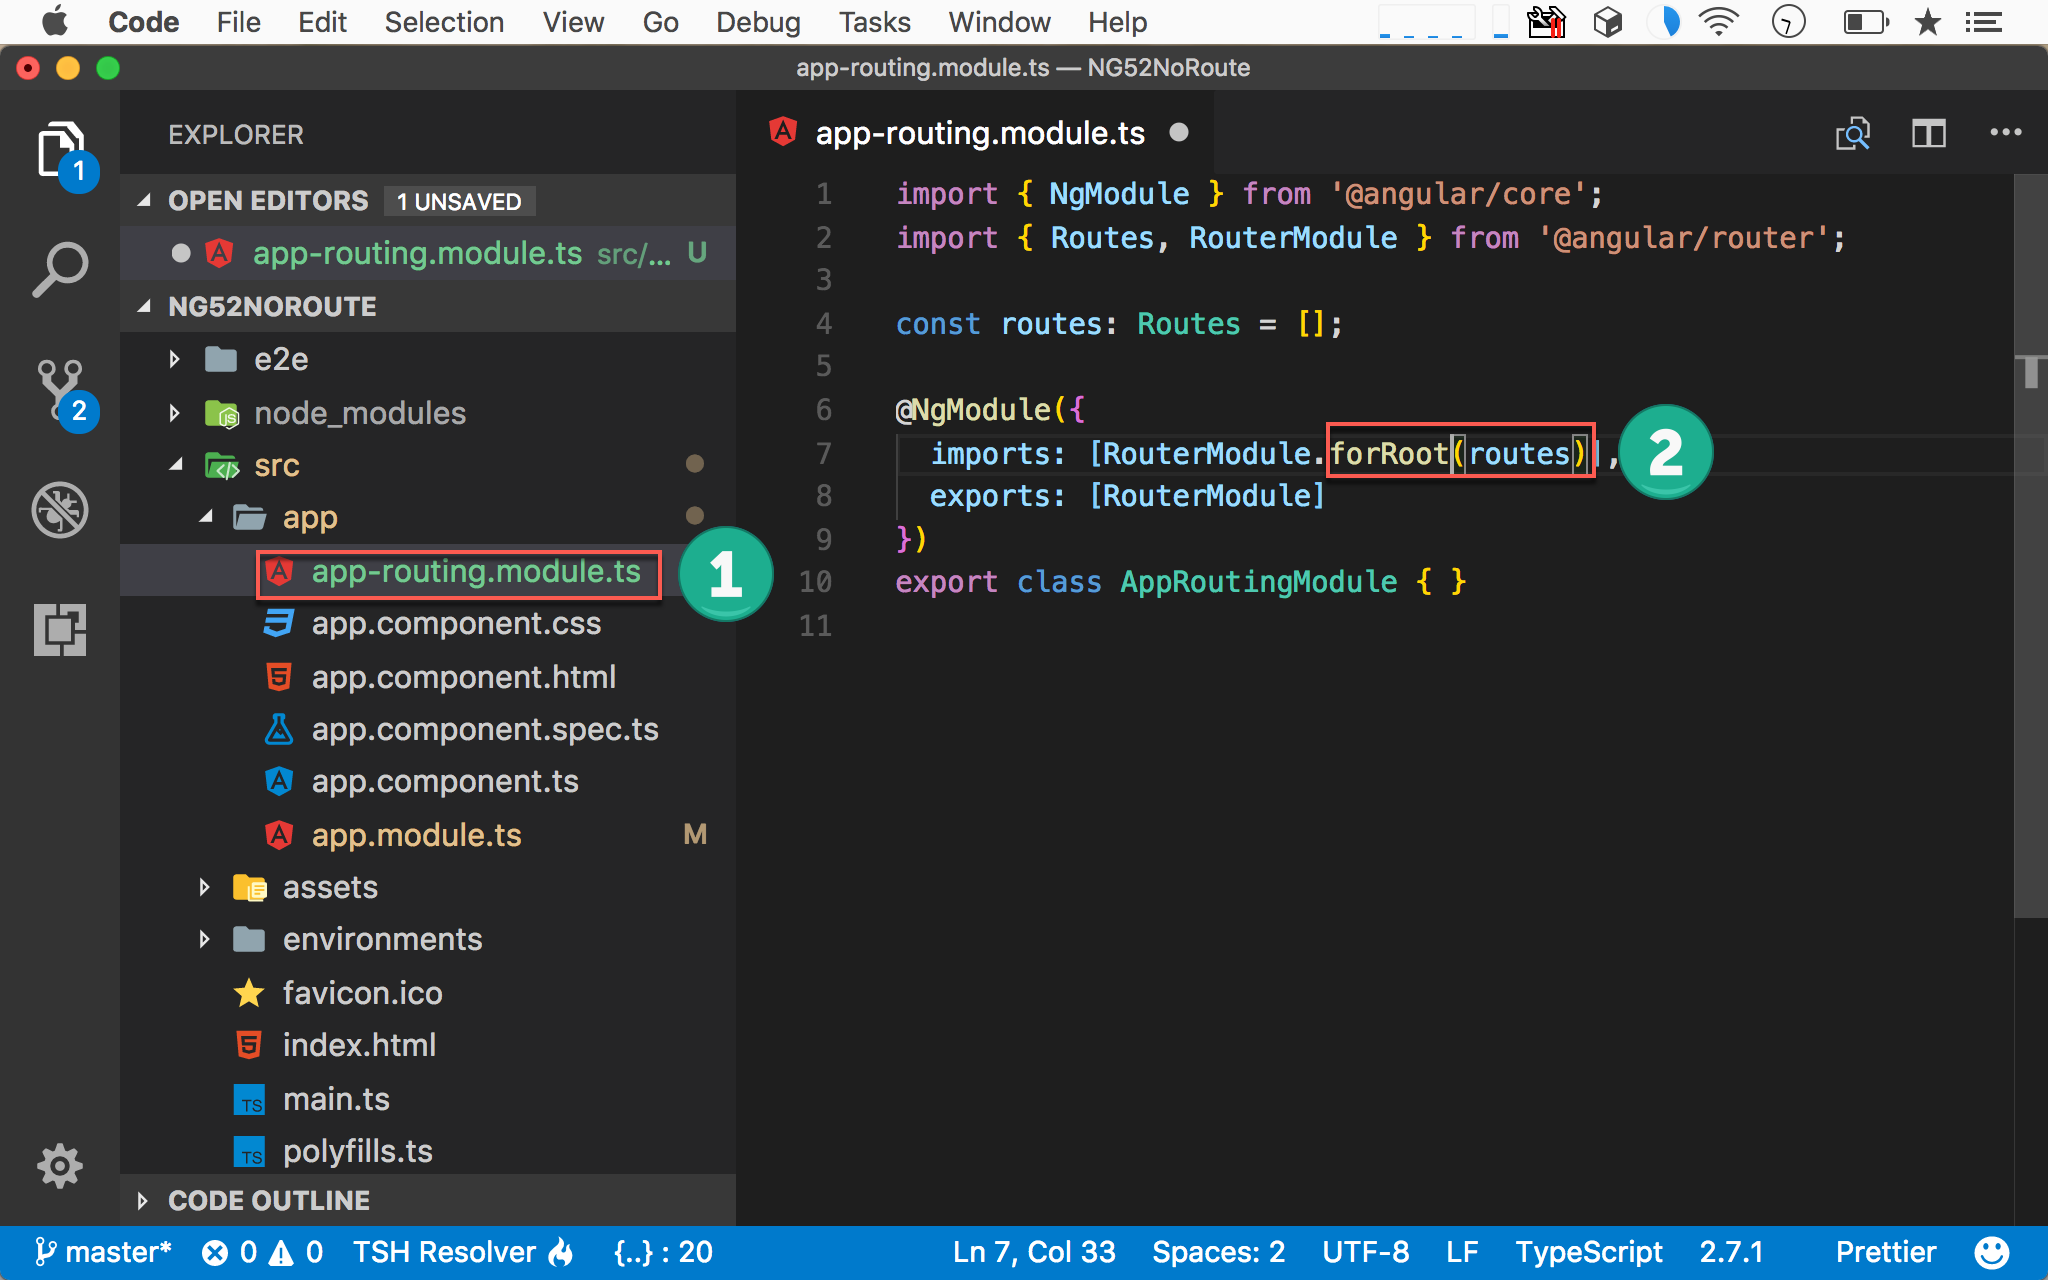 Code File Edit Selection View Go Debug Tasks Window Help
app-routing.module.ts — NG52NoRoute
EXPLORER
OPEN EDITORS 1 UNSAVED
app-routing.module.ts src/... U
NG52NOROUTE
e2e
node_modules
src
app
app-routing.module.ts
1
app.component.css
app.component.html
app.component.spec.ts
app.component.ts
app.module.ts M
assets
environments
favicon.ico
index.html
TS main.ts
TS polyfills.ts
CODE OUTLINE
1
2
app-routing.module.ts
1 import { NgModule } from '@angular/core';
2 import { Routes, RouterModule } from '@angular/router';
3
4 const routes: Routes = [];
5
6 @NgModule({
7 imports: [RouterModule.forRoot(routes)],
2
8 exports: [RouterModule]
9 })
10 export class AppRoutingModule { }
11
master* 0 0 TSH Resolver {..} : 20 Ln 7, Col 33 Spaces: 2 UTF-8 LF TypeScript 2.7.1 Prettier